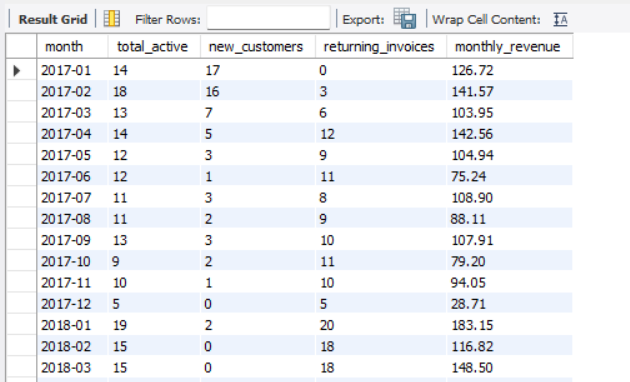 Result Grid Filter Rows: Export: Wrap Cell Content: IA
month total_active new_customers returning_invoices monthly_revenue
2017-01 14 17 0 126.72
2017-02 18 16 3 141.57
2017-03 13 7 6 103.95
2017-04 14 5 12 142.56
2017-05 12 3 9 104.94
2017-06 12 1 11 75.24
2017-07 11 3 8 108.90
2017-08 11 2 9 88.11
2017-09 13 3 10 107.91
2017-10 9 2 11 79.20
2017-11 10 1 10 94.05
2017-12 5 0 5 28.71
2018-01 19 2 20 183.15
2018-02 15 0 18 116.82
2018-03 15 0 18 148.50